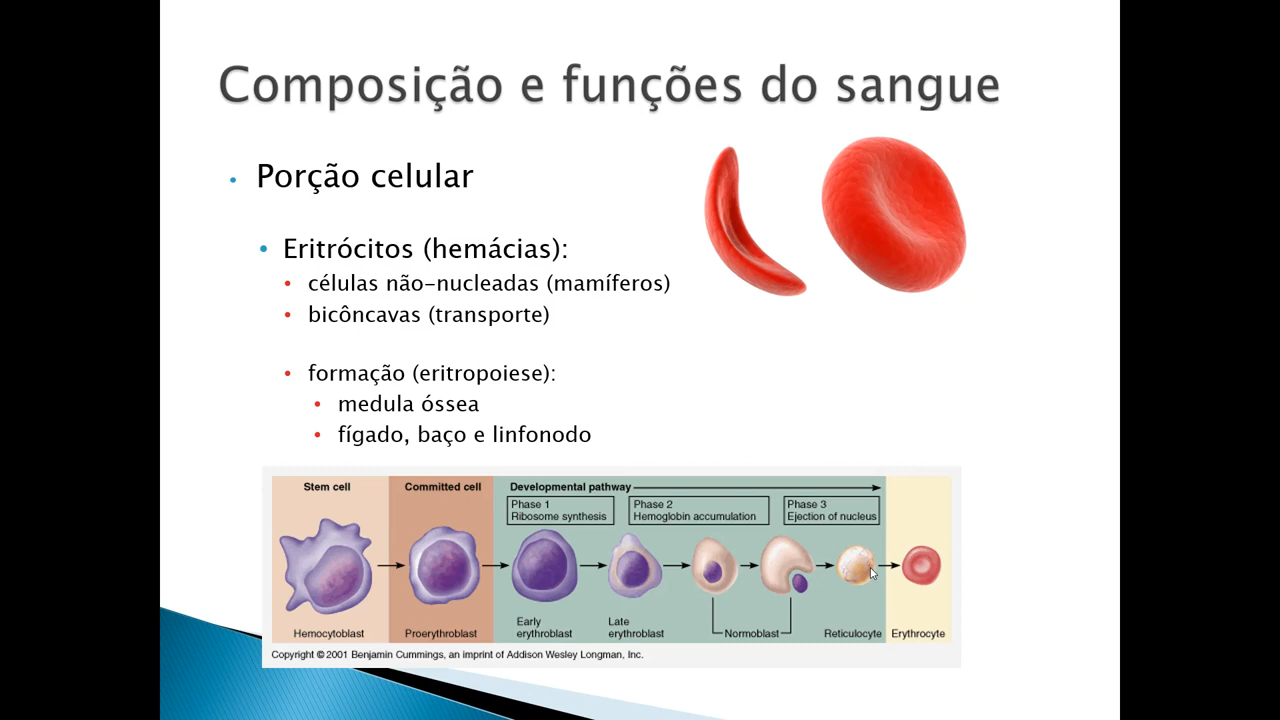 Composição e funções do sangue
Porção celular
Eritrócitos (hemácias):
células não-nucleadas (mamíferos)
bicôncavas (transporte)
formação (eritropoiese):
medula óssea
fígado, baço e linfonodo
Stem cell
Committed cell
Developmental pathway
Phase 1
Ribosome synthesis
Phase 2
Hemoglobin accumulation
Phase 3
Ejection of nucleus
Hemocytoblast
Proerythroblast
Early
erythroblast
Late
erythroblast
Normoblast
Reticulocyte
Erythrocyte
Copyright © 2001 Benjamin Cummings, an imprint of Addison Wesley Longman, Inc.